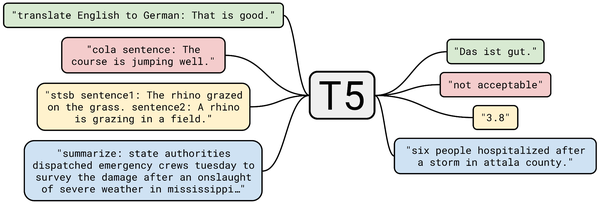 "translate English to German: That is good."
"cola sentence: The
course is jumping well."
"stsb sentence1: The rhino grazed
on the grass. sentence2: A rhino
is grazing in a field."
"summarize: state authorities
dispatched emergency crews tuesday to
survey the damage after an onslaught
of severe weather in mississippi…"
T5
"Das ist gut."
"not acceptable"
"3.8"
"six people hospitalized after
a storm in attala county."